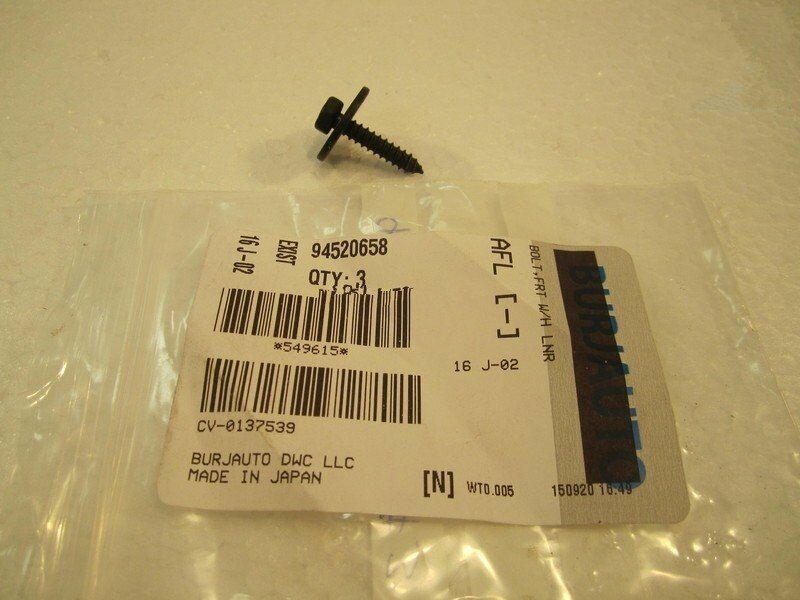 94520658
EXIST
16 J-02
QTY: 3
*549615*
CV-0137539
BURJAUTO DWC LLC
MADE IN JAPAN
AFL [-]
16 J-02
[N] WT0.005 150920 16.49
BOLT,FRT W/H LNR
BURJAUTO